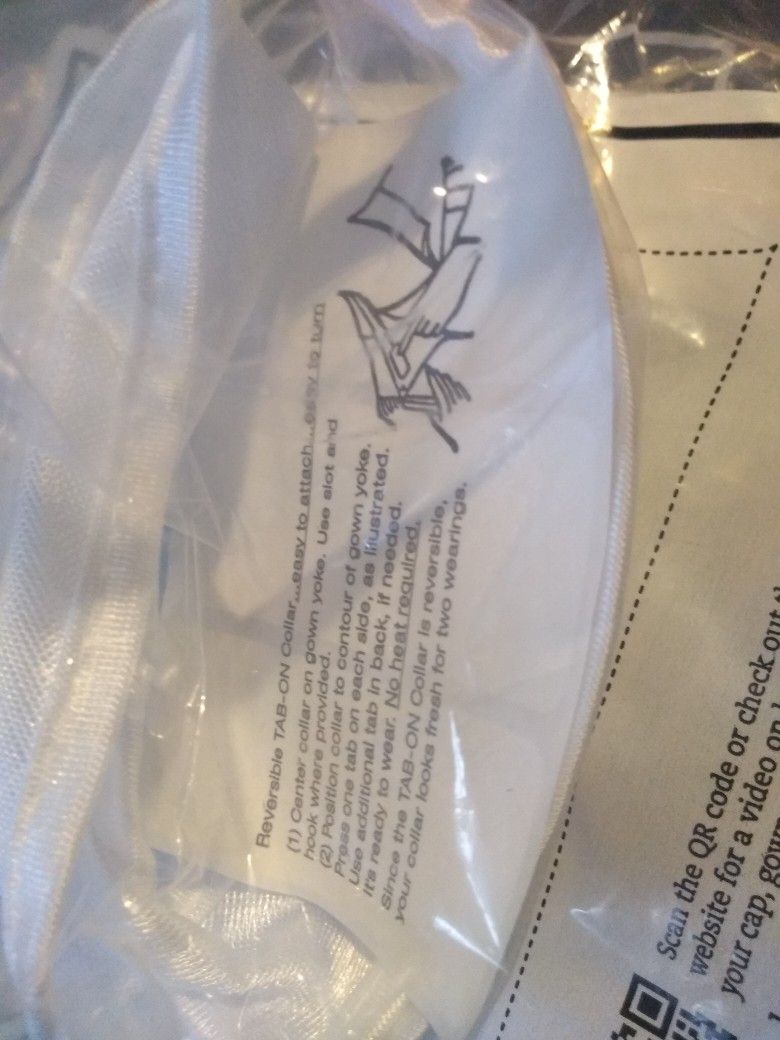 Reversible TAB-ON Collar...easy to attach...easy to turn
(1) Center collar on gown yoke. Use slot and
hook where provided.
(2) Position collar to contour of gown yoke.
Press one tab on each side, as illustrated.
Use additional tab in back, if needed.
It's ready to wear. No heat required.
Since the TAB-ON Collar is reversible,
your collar looks fresh for two wearings.
Scan the QR code or check out
website for a video on
your cap, gown